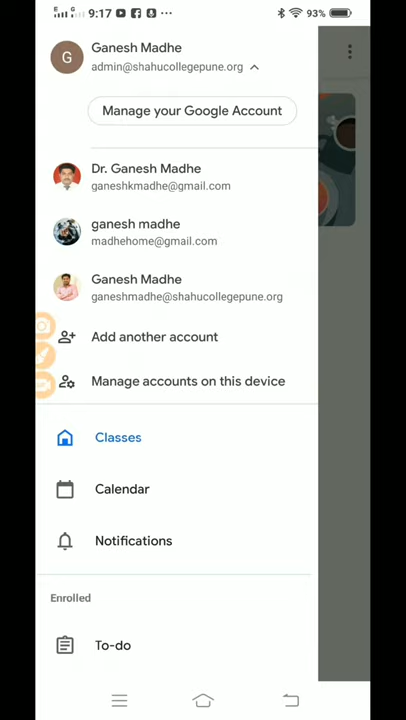 E G 9:17 93%
G
Ganesh Madhe
admin@shahucollegepune.org
Manage your Google Account
Dr. Ganesh Madhe
ganeshkmadhe@gmail.com
ganesh madhe
madhehome@gmail.com
Ganesh Madhe
ganeshmadhe@shahucollegepune.org
Add another account
Manage accounts on this device
Classes
Calendar
Notifications
Enrolled
To-do